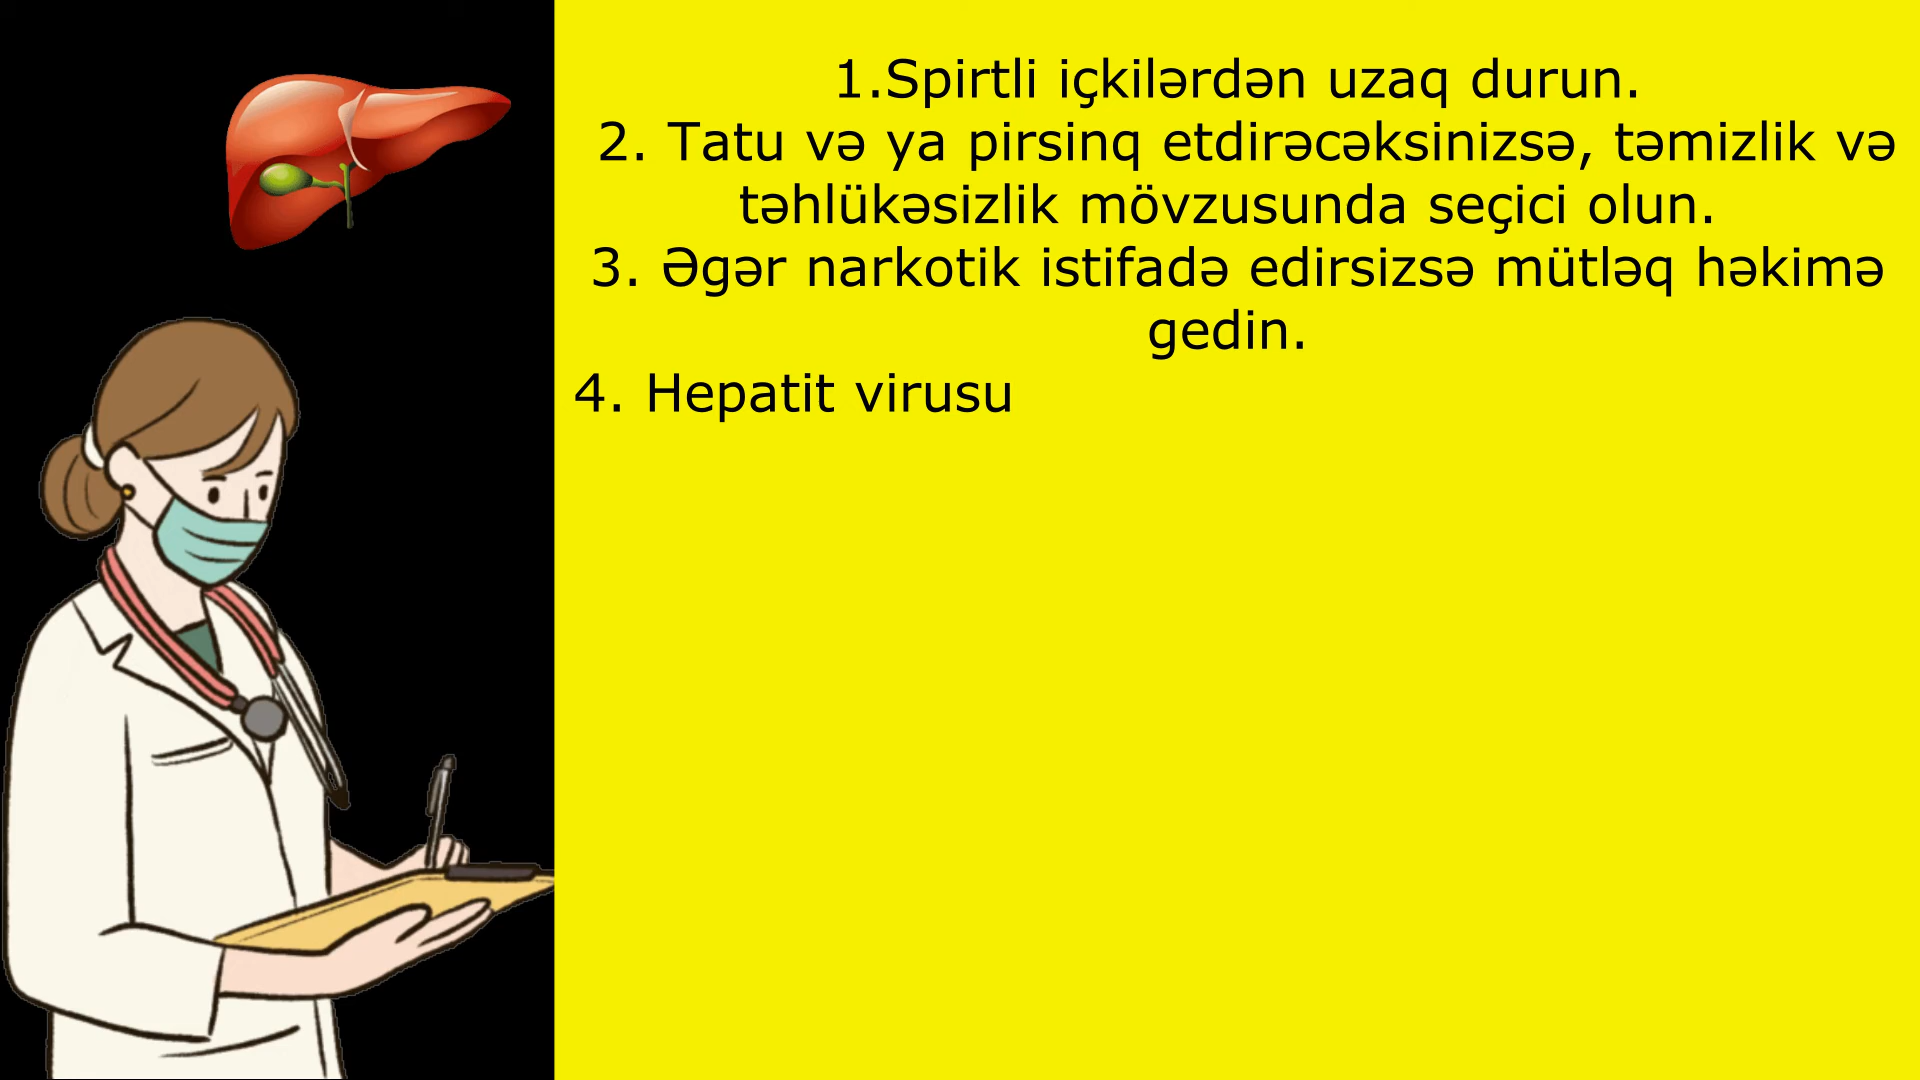 1.Spirtli içkilərdən uzaq durun.
2. Tatu və ya pirsinq etdirəcəksinizsə, təmizlik və
təhlükəsizlik mövzusunda seçici olun.
3. Əgər narkotik istifadə edirsizsə mütləq həkimə
gedin.
4. Hepatit virusu